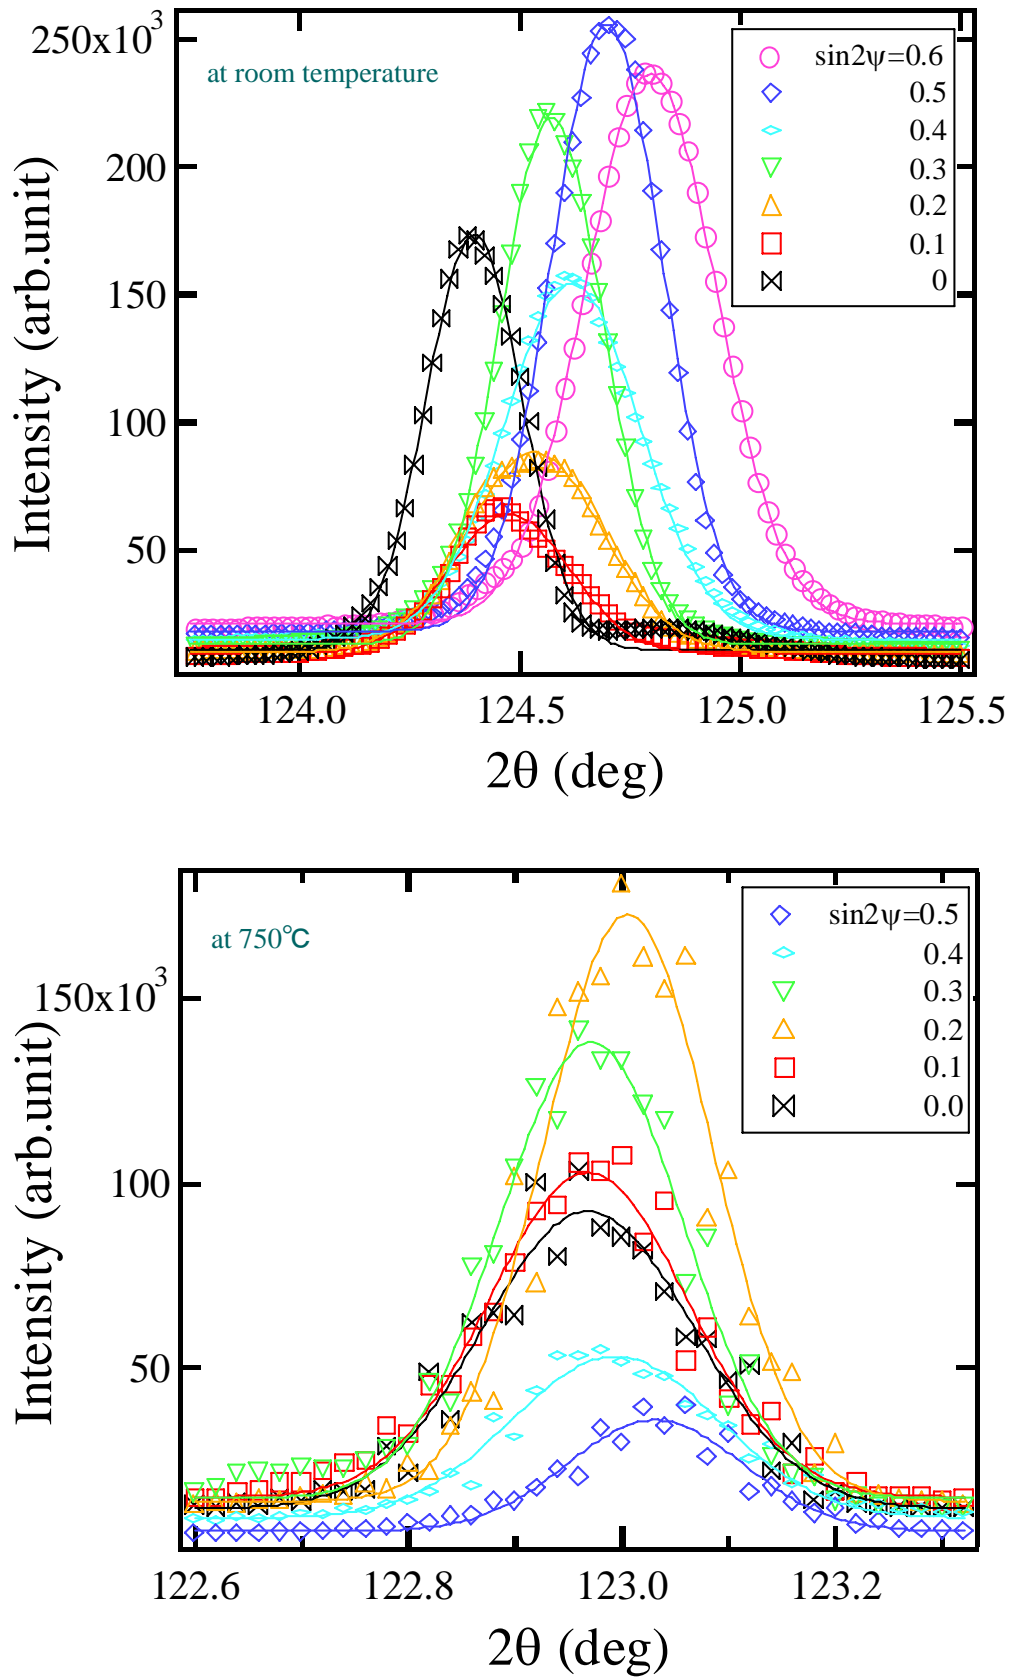 250x10³
200
150
100
50
Intensity (arb.unit)
at room temperature
sin2ψ=0.6
0.5
0.4
0.3
0.2
0.1
0
124.0 124.5 125.0 125.5
2θ (deg)
150x10³
100
50
Intensity (arb.unit)
at 750℃
sin2ψ=0.5
0.4
0.3
0.2
0.1
0.0
122.6 122.8 123.0 123.2
2θ (deg)